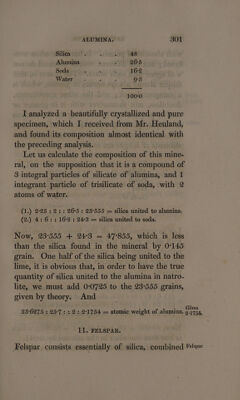 ALUMINA. 301
Silica . . . 48
Alumina . . 26·5
Soda . . . 16·2
Water . . . 9·3
100·0
I analyzed a beautifully crystallized and pure
specimen, which I received from Mr. Heuland,
and found its composition almost identical with
the preceding analysis.
Let us calculate the composition of this mine-
ral, on the supposition that it is a compound of
3 integral particles of silicate of alumina, and 1
integrant particle of trisilicate of soda, with 2
atoms of water.
(1.) 2·25 : 2 : : 26·5 : 23·555 = silica united to alumina.
(2.) 4 : 6 : : 16·2 : 24·3 = silica united to soda.
Now, 23·555 + 24·3 = 47·855, which is less
than the silica found in the mineral by 0·145
grain. One half of the silica being united to the
lime, it is obvious that, in order to have the true
quantity of silica united to the alumina in natro-
lite, we must add 0·0725 to the 23·555 grains,
given by theory. And
23·6275 : 23·7 : : 2 : 2·1754 = atomic weight of alumina. Gives 2·1754.
11. FELSPAR.
Felspar consists essentially of silica, combined Felspar